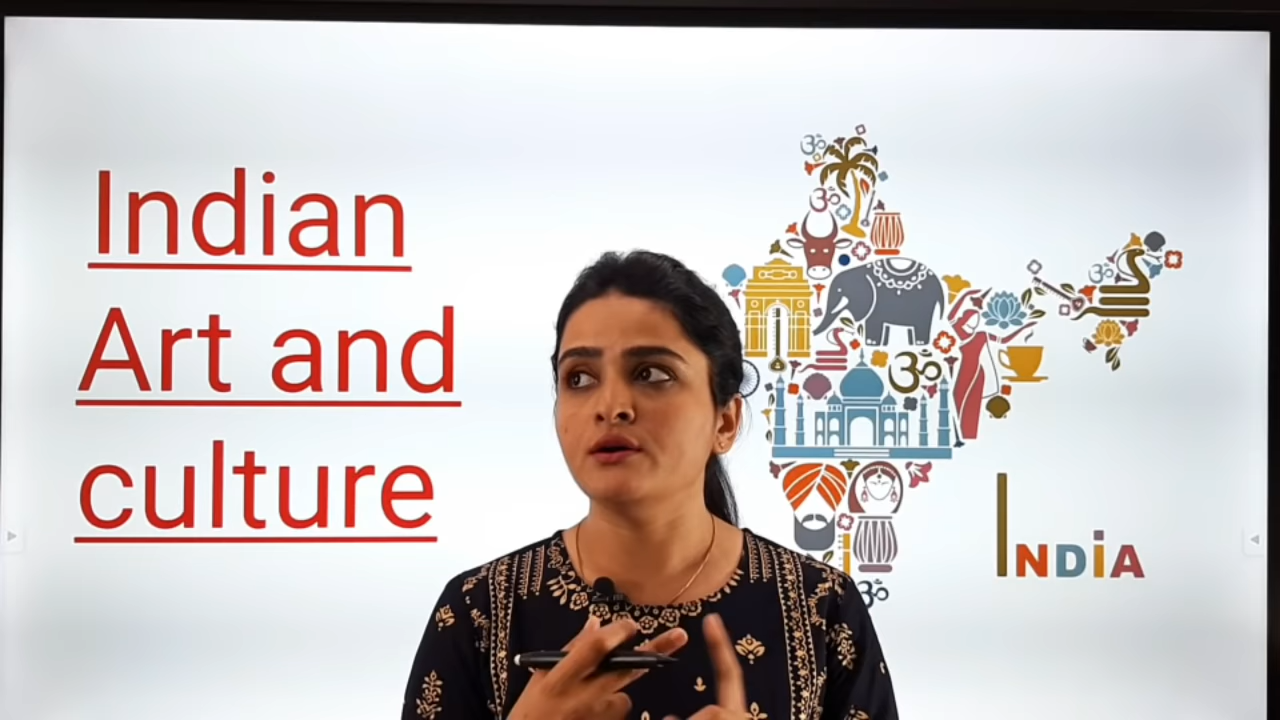 Indian
Art and
culture
INDIA
ॐ
ॐ
ॐ
ॐ
ॐ